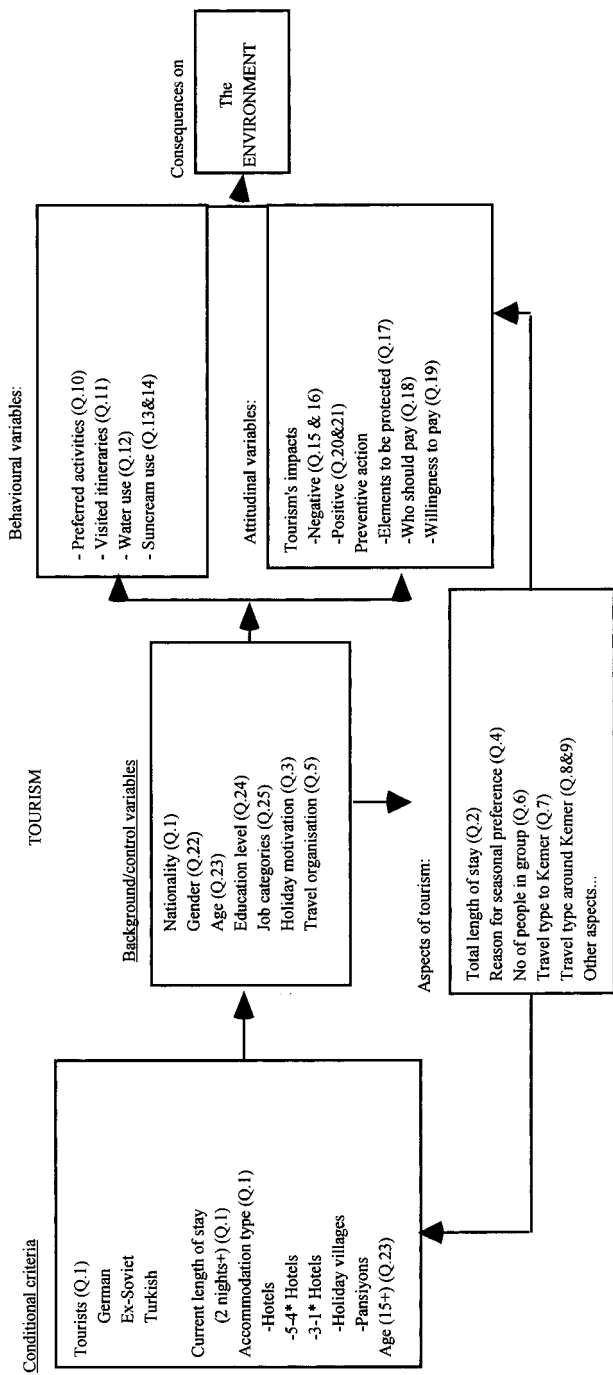 TOURISM
Conditional criteria
Tourists (Q.1)
German
Ex-Soviet
Turkish
Current length of stay
(2 nights+) (Q.1)
Accommodation type (Q.1)
-Hotels
-5-4* Hotels
-3-1* Hotels
-Holiday villages
-Pansiyons
Age (15+) (Q.23)
Background/control variables
Nationality (Q.1)
Gender (Q.22)
Age (Q.23)
Education level (Q.24)
Job categories (Q.25)
Holiday motivation (Q.3)
Travel organisation (Q.5)
Aspects of tourism:
Total length of stay (Q.2)
Reason for seasonal preference (Q.4)
No of people in group (Q.6)
Travel type to Kemer (Q.7)
Travel type around Kemer (Q.8&9)
Other aspects...
Behavioural variables:
- Preferred activities (Q.10)
- Visited itineraries (Q.11)
- Water use (Q.12)
- Suncream use (Q.13&14)
Attitudinal variables:
Tourism's impacts
-Negative (Q.15 & 16)
-Positive (Q.20&21)
Preventive action
-Elements to be protected (Q.17)
-Who should pay (Q.18)
-Willingness to pay (Q.19)
Consequences on
The
ENVIRONMENT